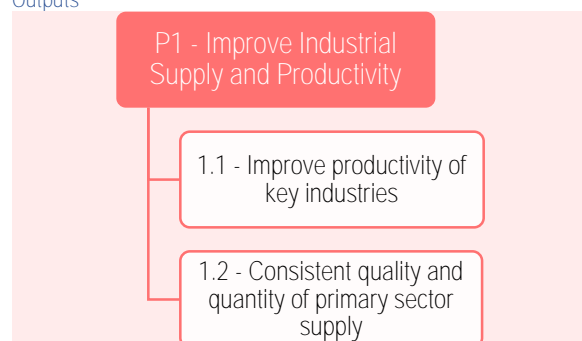 Outputs
P1 - Improve Industrial
Supply and Productivity
1.1 - Improve productivity of
key industries
1.2 - Consistent quality and
quantity of primary sector
supply